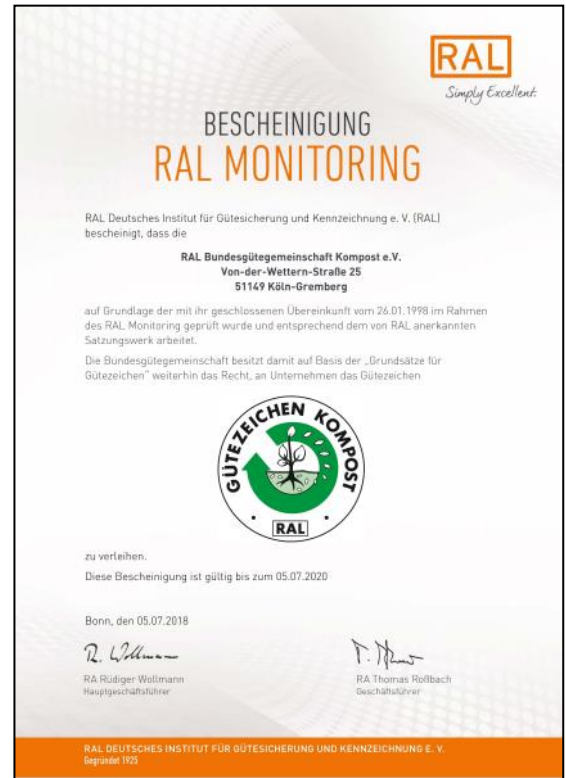 RAL
Simply Excellent.
BESCHEINIGUNG
RAL MONITORING
RAL Deutsches Institut für Gütesicherung und Kennzeichnung e. V. (RAL)
bescheinigt, dass die
RAL Bundesgütegemeinschaft Kompost e.V.
Von-der-Wettern-Straße 25
51149 Köln-Gremberg
auf Grundlage der mit ihr geschlossenen Übereinkunft vom 26.01.1998 im Rahmen
des RAL Monitoring geprüft wurde und entsprechend dem von RAL anerkannten
Satzungswerk arbeitet.
Die Bundesgütegemeinschaft besitzt damit auf Basis der „Grundsätze für
Gütezeichen“ weiterhin das Recht, an Unternehmen das Gütezeichen
GÜTEZEICHEN KOMPOST
RAL
zu verleihen.
Diese Bescheinigung ist gültig bis zum 05.07.2020
Bonn, den 05.07.2018
R. Wollmann
RA Rüdiger Wollmann
Hauptgeschäftsführer
RA Thomas Roßbach
Geschäftsführer
RAL DEUTSCHES INSTITUT FÜR GÜTESICHERUNG UND KENNZEICHNUNG E. V.
Gegründet 1925